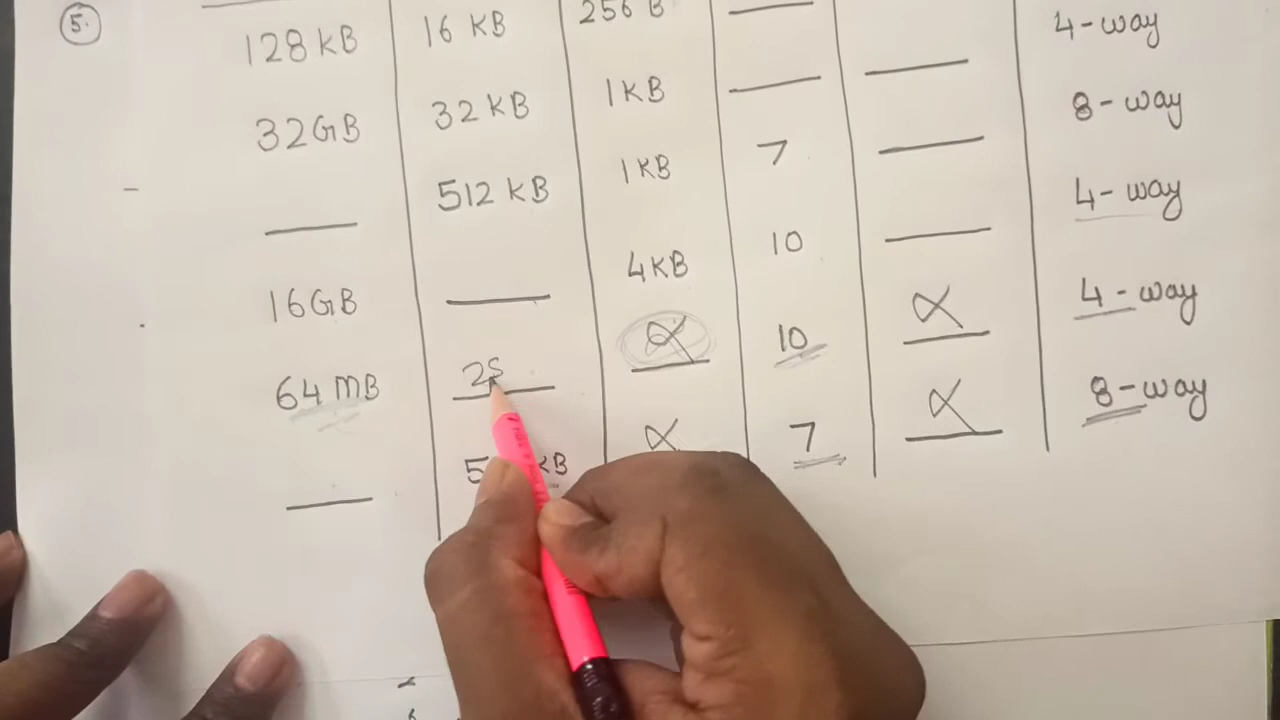 5.
128 KB 16 KB 256 B 4-way
32GB 32 KB 1KB 8-way
512 KB 1KB 7 4-way
16GB 4KB 10 4-way
64 MB 25 α 10 α 8-way
KB α 7 α